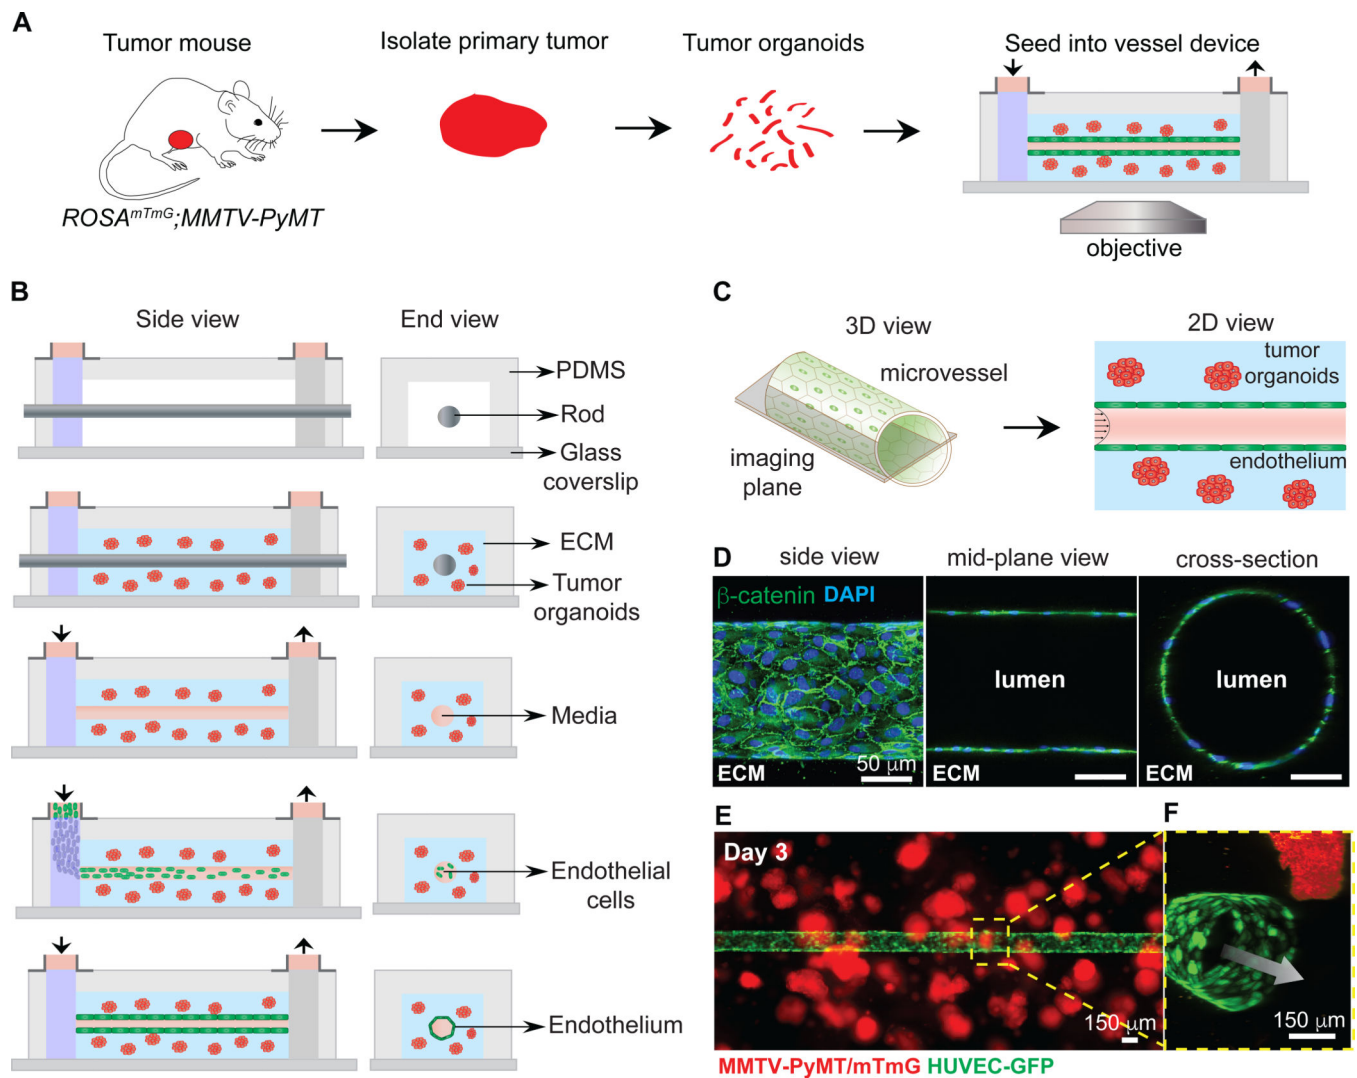 A
Tumor mouse
Isolate primary tumor
Tumor organoids
Seed into vessel device
ROSAmTmG;MMTV-PyMT
objective
B
Side view
End view
PDMS
Rod
Glass
coverslip
ECM
Tumor
organoids
Media
Endothelial
cells
Endothelium
C
3D view
2D view
microvessel
imaging
plane
tumor
organoids
endothelium
D
side view
mid-plane view
cross-section
β-catenin DAPI
lumen
lumen
ECM
50 μm
ECM
ECM
E
Day 3
150 μm
MMTV-PyMT/mTmG HUVEC-GFP
F
150 μm